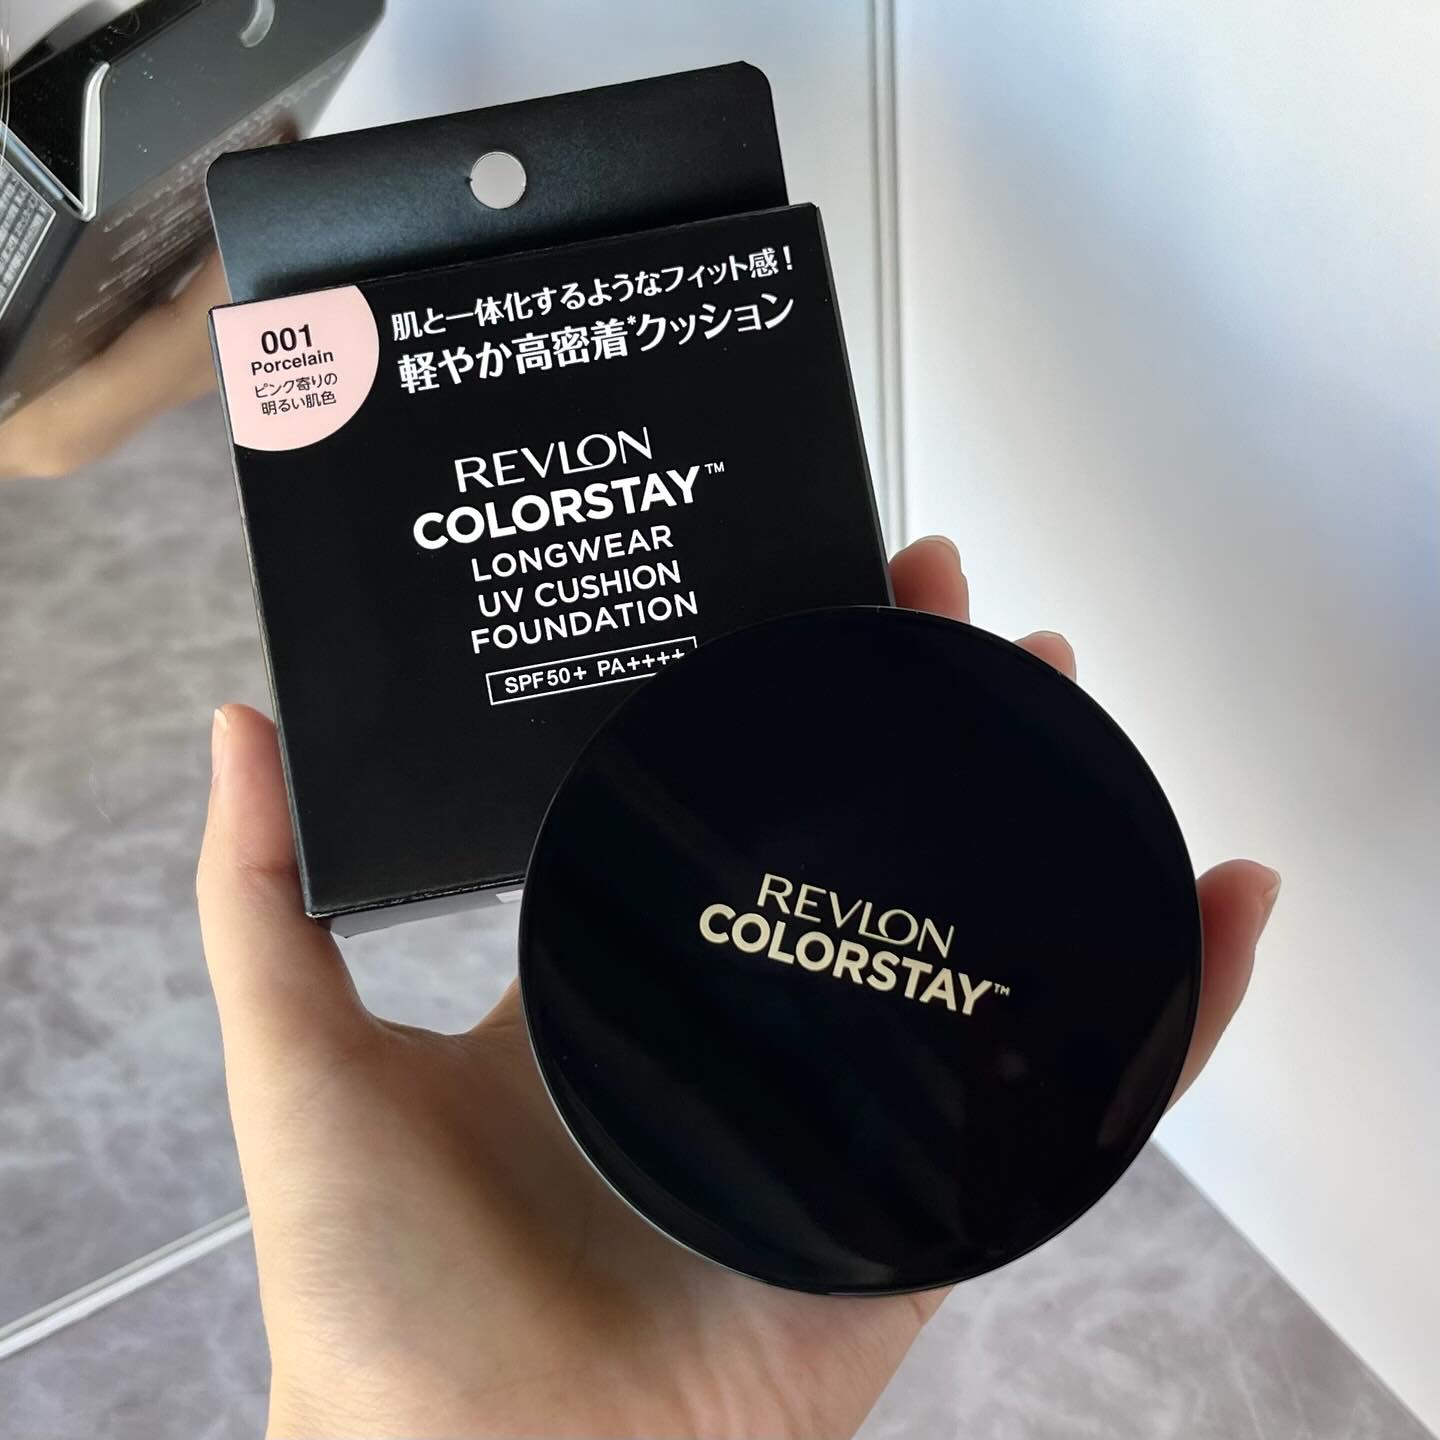 肌と一体化するようなフィット感!
軽やか高密着*クッション
001
Porcelain
ピンク寄りの
明るい肌色
REVLON
COLORSTAY™
LONGWEAR
UV CUSHION
FOUNDATION
SPF50+ PA++++
REVLON
COLORSTAY™